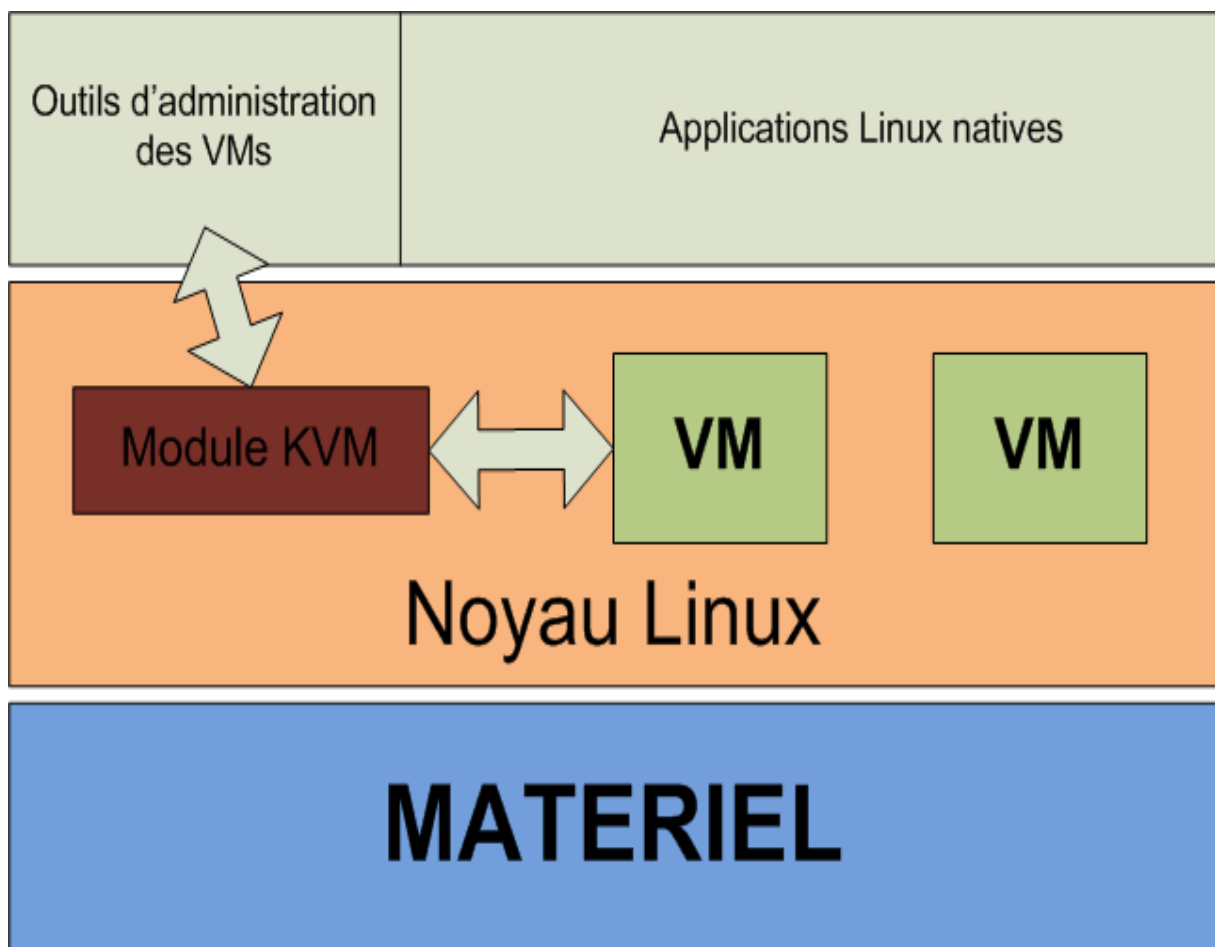 Outils d'administration
des VMs
Applications Linux natives
Module KVM
VM
VM
Noyau Linux
MATERIEL